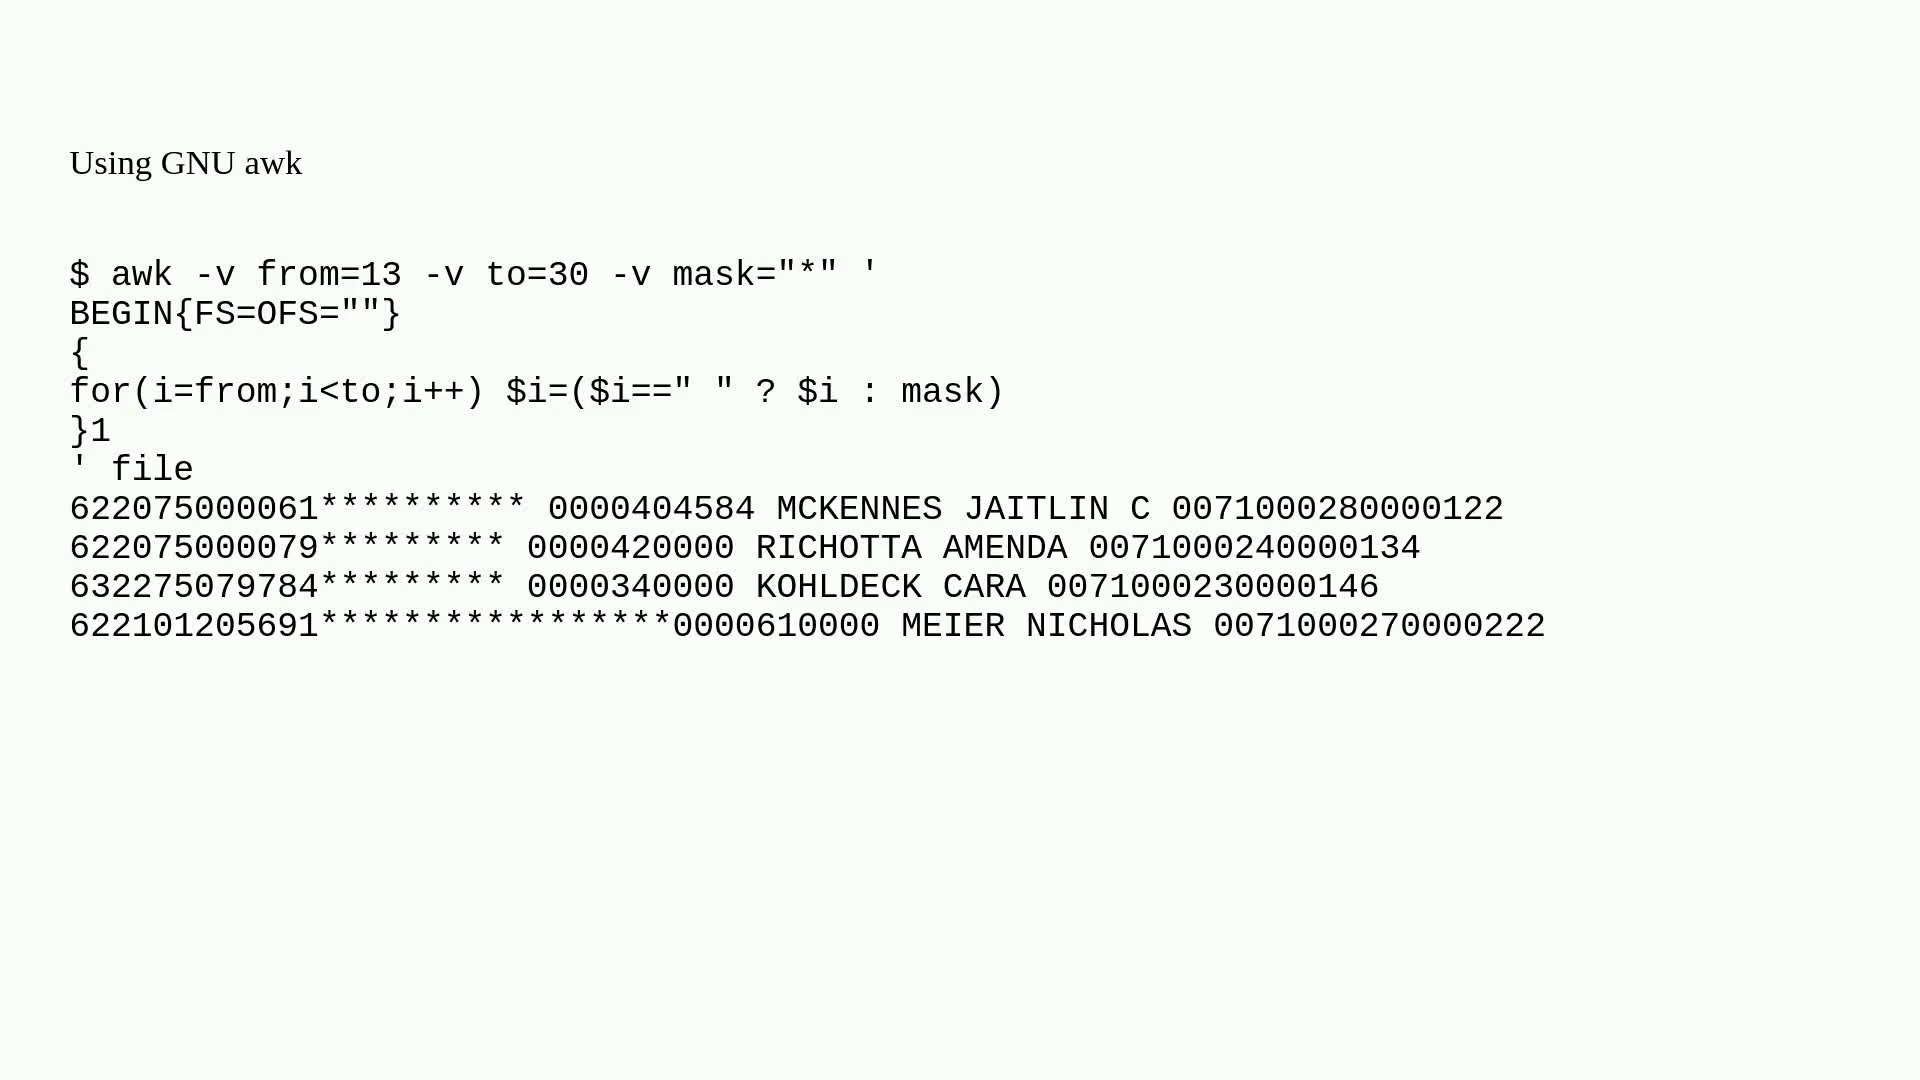 Using GNU awk
$ awk -v from=13 -v to=30 -v mask="*" '
BEGIN{FS=OFS=""}
{
for(i=from;i<to;i++) $i=($i==" " ? $i : mask)
}1
' file
622075000061********** 0000404584 MCKENNES JAITLIN C 0071000280000122
622075000079********* 0000420000 RICHOTTA AMENDA 0071000240000134
632275079784********* 0000340000 KOHLDECK CARA 0071000230000146
622101205691*****************0000610000 MEIER NICHOLAS 0071000270000222